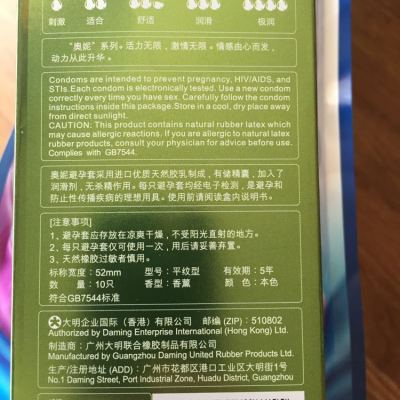 刺激 适合 舒适 润滑 极润
“奥妮”系列。活力无限，激情无限。情感由心而发，
动力从此升华。
Condoms are intended to prevent pregnancy, HIV/AIDS, and
STIs.Each condom is electronically tested. Use a new condom
correctly every time you have sex. Carefully follow the condom
instructions inside this package.Store in a cool, dry place away
from direct sunlight.
CAUTION: This product contains natural rubber latex which
may cause allergic reactions. If you are allergic to natural latex
rubber products, consult your physician for advice before use.
Complies with GB7544.
奥妮避孕套采用进口优质天然胶乳制成，有储精囊，加入了
润滑剂，无杀精作用。每只避孕套均经电子检测，是避孕和
防止性传播疾病的理想用具。使用前请阅读盒内说明书。
[注意事项]
1、避孕套应存放在凉爽干燥，不受阳光直射的地方。
2、每只避孕套仅可使用一次，用后请妥善弃置。
3、天然橡胶过敏者慎用。
标称宽度：52mm 型号：平纹型 有效期：5年
数 量：10只 香型：香薰 颜 色：本色
符合GB7544标准
大明企业国际（香港）有限公司 邮编 (ZIP)：510802
Authorized by Daming Enterprise International (Hong Kong) Ltd.
制造商：广州大明联合橡胶制品有限公司
Manufactured by Guangzhou Daming United Rubber Products Ltd.
生产/注册 地址 (ADD)：广州市花都区港口工业区大明街1号
No.1 Daming Street, Port Industrial Zone, Huadu District, Guangzhou